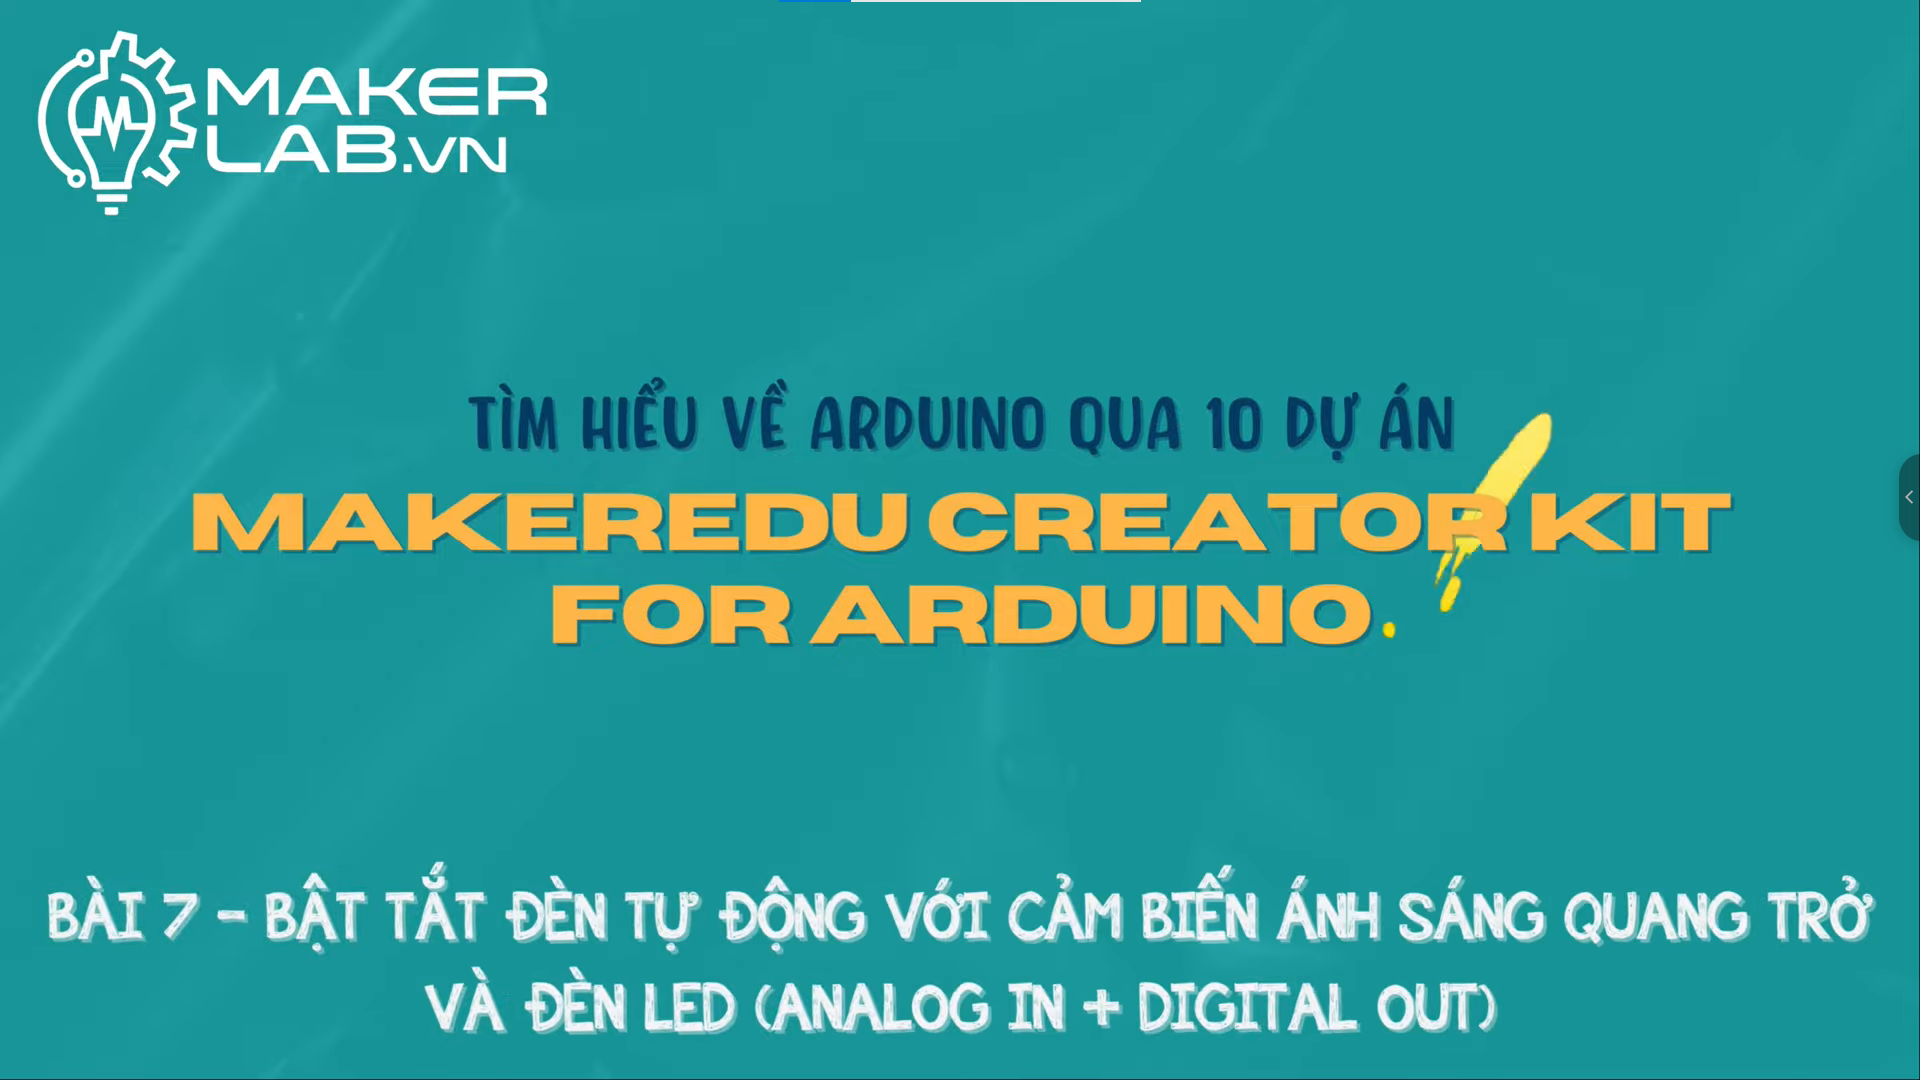 MAKER
LAB.VN
TÌM HIỂU VỀ ARDUINO QUA 10 DỰ ÁN
MAKEREDU CREATOR KIT
FOR ARDUINO
BÀI 7 - BẬT TẮT ĐÈN TỰ ĐỘNG VỚI CẢM BIẾN ÁNH SÁNG QUANG TRỞ
VÀ ĐÈN LED (ANALOG IN + DIGITAL OUT)